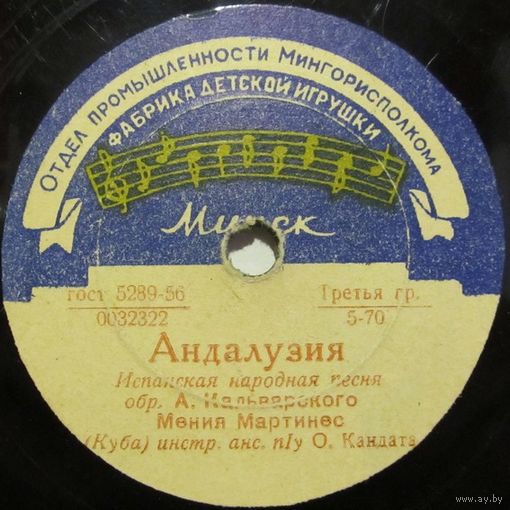 Отдел промышленности Мингорисполкома
Фабрика детской игрушки
Минск
гост 5289-56 Третья гр.
0032322 5-70
Андалузия
Испанская народная песня
обр. А. Кальварского
Мения Мартинес
(Куба) инстр. анс. п/у О. Кандата
www.ay.by